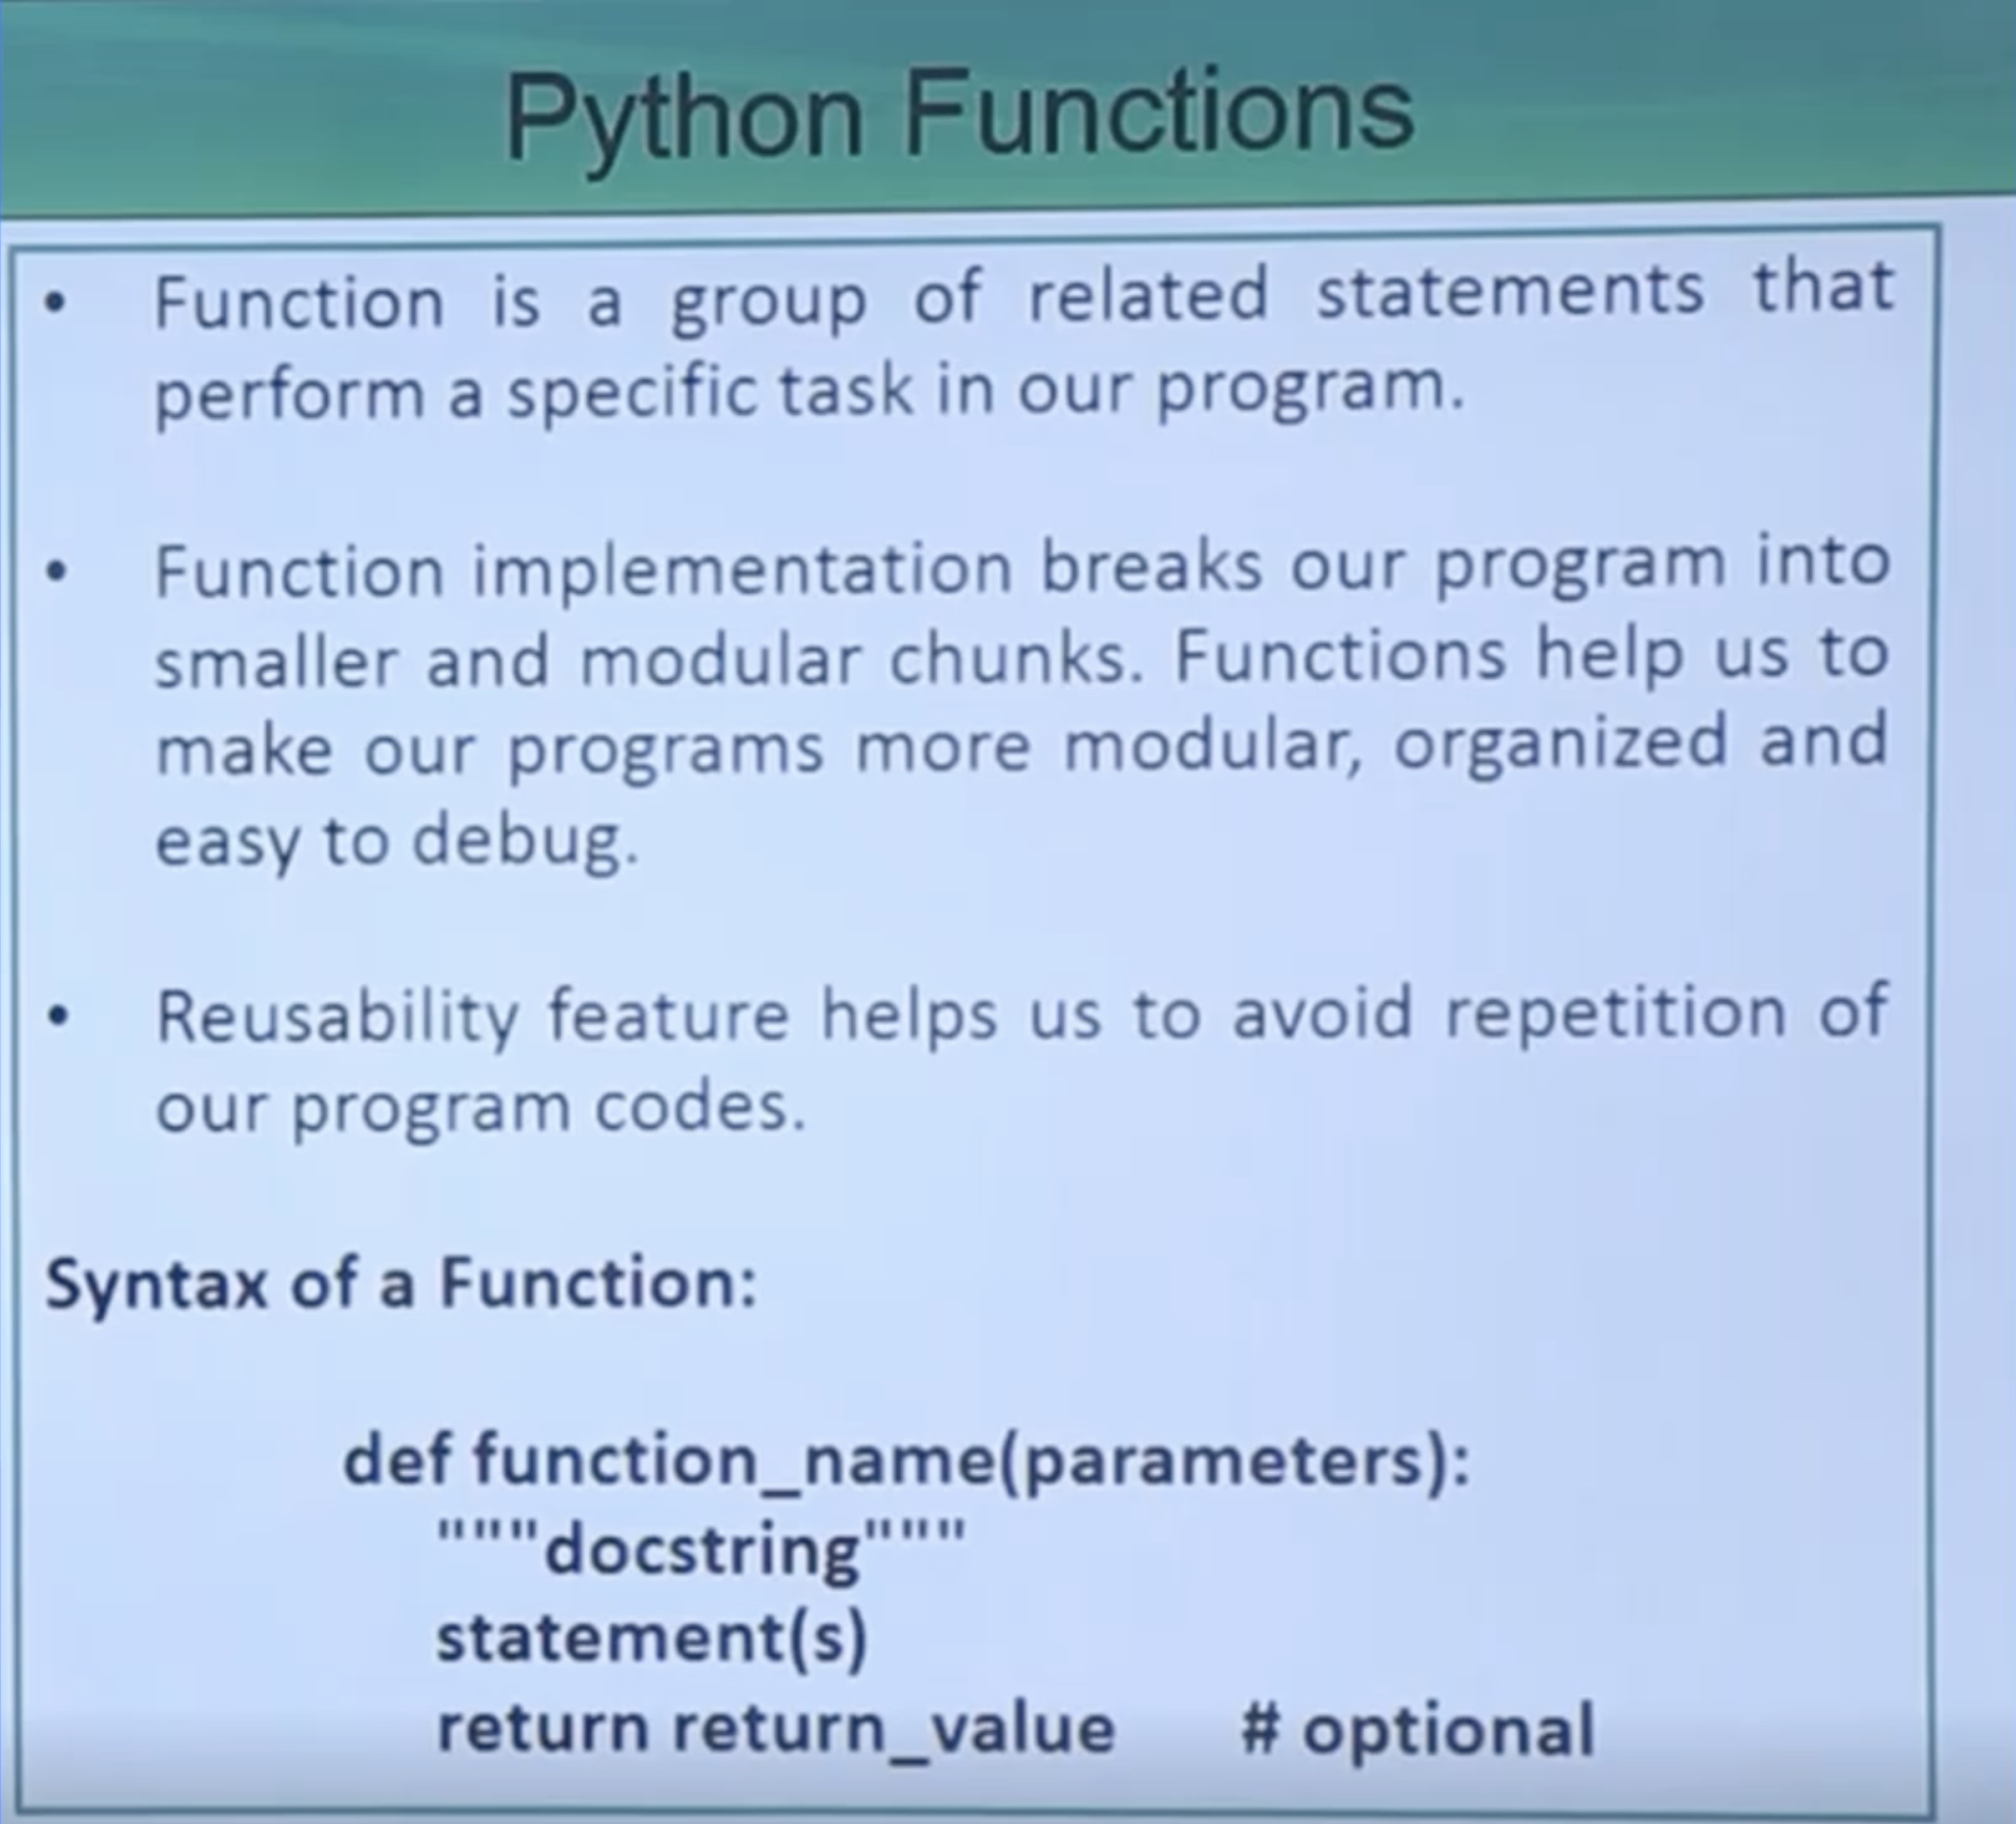 Python Functions
• Function is a group of related statements that
perform a specific task in our program.
• Function implementation breaks our program into
smaller and modular chunks. Functions help us to
make our programs more modular, organized and
easy to debug.
• Reusability feature helps us to avoid repetition of
our program codes.
Syntax of a Function:
def function_name(parameters):
"""docstring"""
statement(s)
return return_value # optional